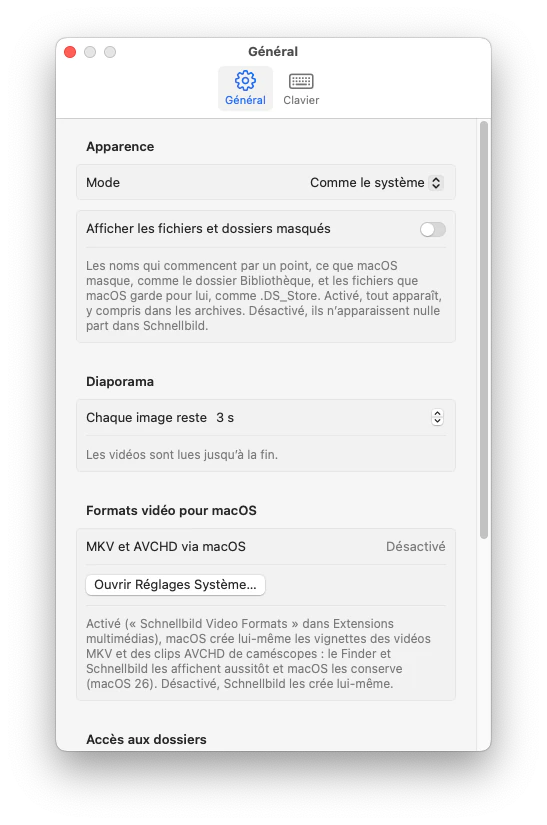 Général
Général
Clavier
Apparence
Mode
Comme le système
Afficher les fichiers et dossiers masqués
Les noms qui commencent par un point, ce que macOS
masque, comme le dossier Bibliothèque, et les fichiers que
macOS garde pour lui, comme .DS_Store. Activé, tout apparaît,
y compris dans les archives. Désactivé, ils n’apparaissent nulle
part dans Schnellbild.
Diaporama
Chaque image reste 3 s
Les vidéos sont lues jusqu’à la fin.
Formats vidéo pour macOS
MKV et AVCHD via macOS
Désactivé
Ouvrir Réglages Système…
Activé (« Schnellbild Video Formats » dans Extensions
multimédias), macOS crée lui-même les vignettes des vidéos
MKV et des clips AVCHD de caméscopes : le Finder et
Schnellbild les affichent aussitôt et macOS les conserve
(macOS 26). Désactivé, Schnellbild les crée lui-même.
Accès aux dossiers